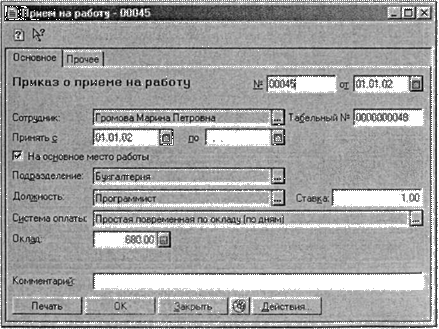 Прием на работу - 00045
Основное Прочее
Приказ о приеме на работу № 00045 от 01.01.02
Сотрудник: Громова Марина Петровна ... Табельный № 0000000048
Принять с 01.01.02 по . .
На основное место работы
Подразделение: Бухгалтерия ...
Должность: Программист ... Ставка: 1.00
Система оплаты: Простая повременная по окладу (по дням) ...
Оклад: 680.00
Комментарий:
Печать OK Закрыть Действия...